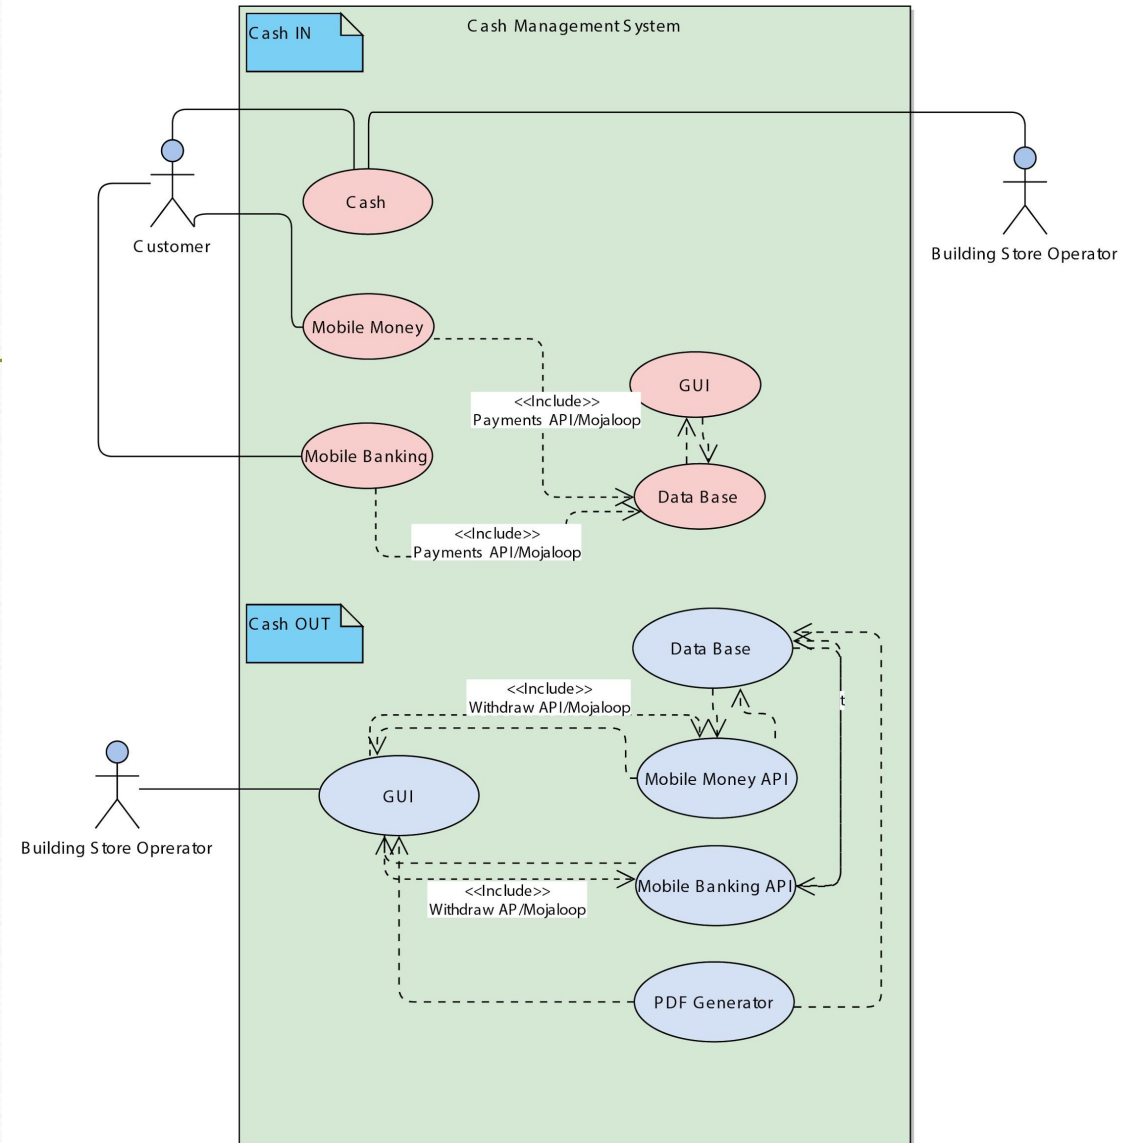 Cash Management System
Cash IN
Cash
Customer
Building Store Operator
Mobile Money
GUI
<<Include>>
Payments API/Mojaloop
Mobile Banking
Data Base
<<Include>>
Payments API/Mojaloop
Cash OUT
Data Base
<<Include>>
Withdraw API/Mojaloop
t
Mobile Money API
GUI
Building Store Oprerator
Mobile Banking API
<<Include>>
Withdraw AP/Mojaloop
PDF Generator